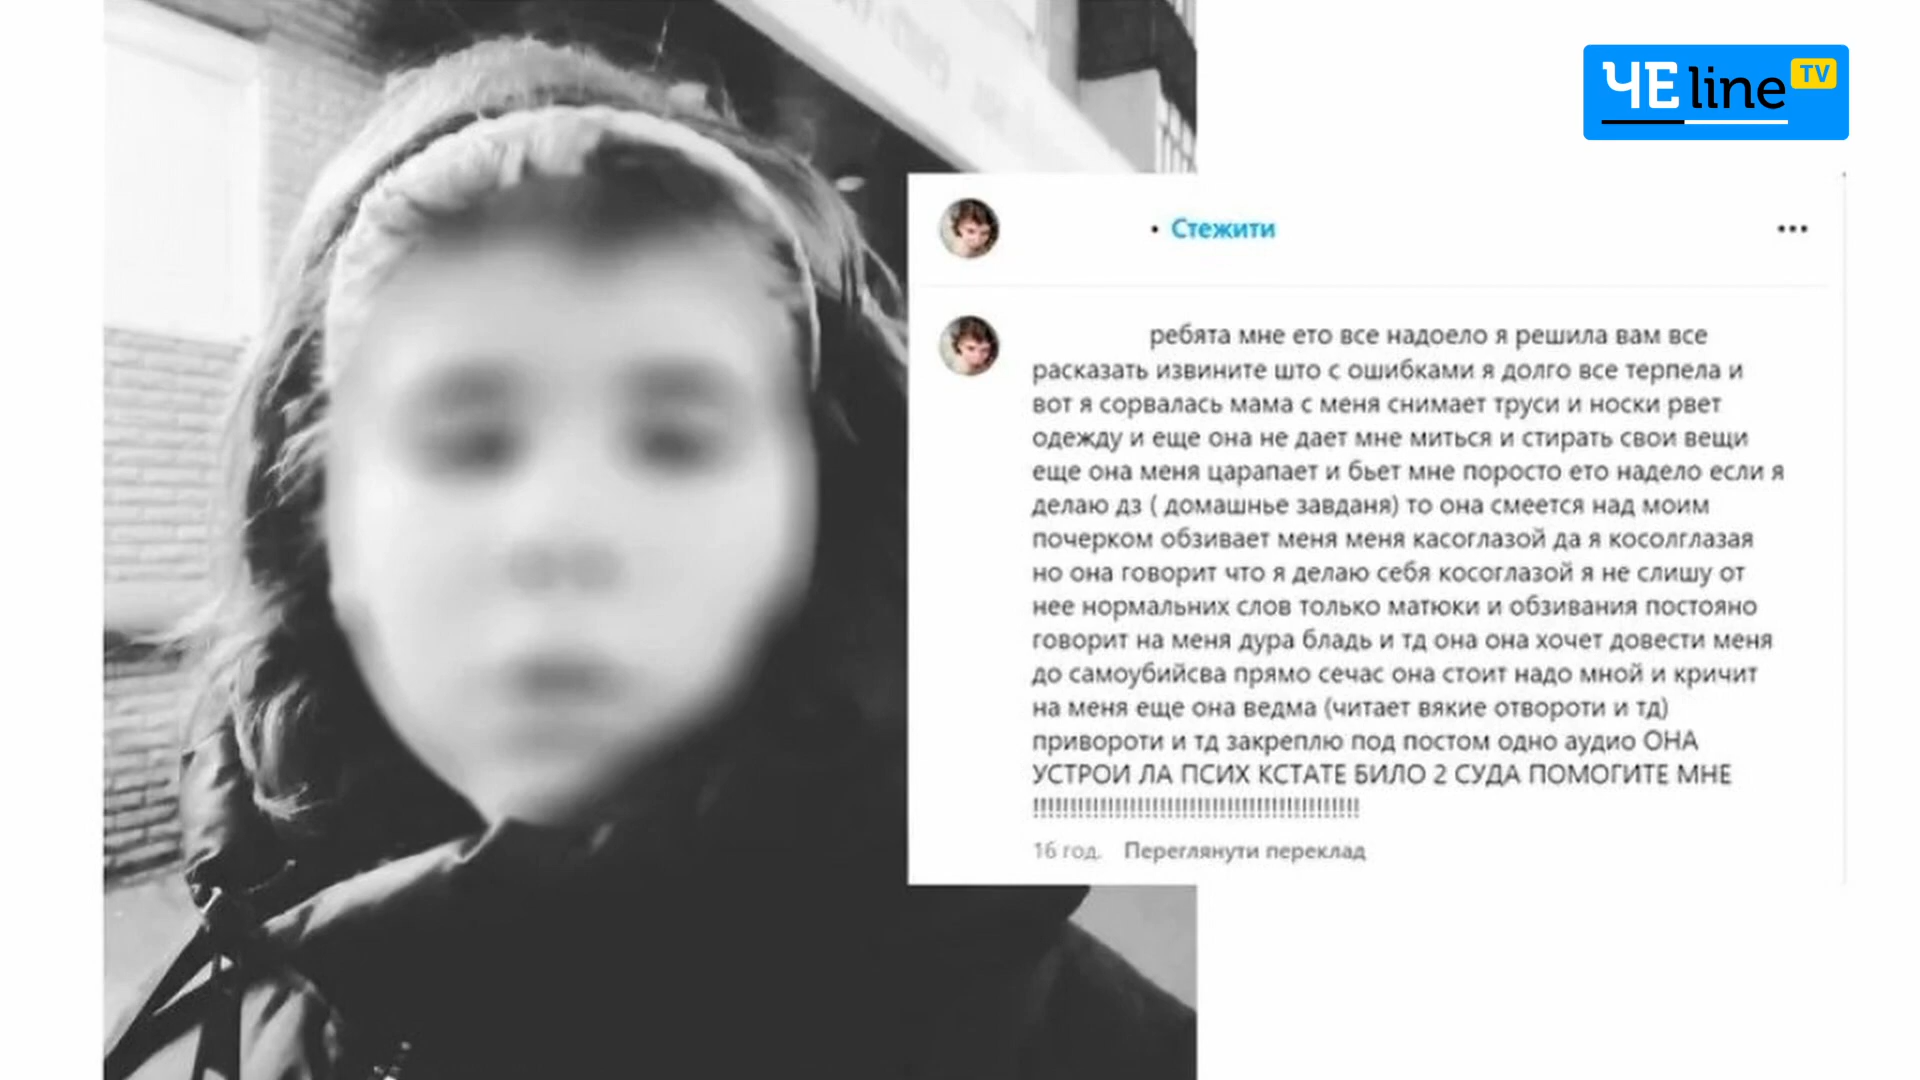 ЧЕ line TV
• Стежити
ребята мне ето все надоело я решила вам все
расказать извините што с ошибками я долго все терпела и
вот я сорвалась мама с меня снимает труси и носки рвет
одежду и еще она не дает мне миться и стирать свои вещи
еще она меня царапает и бьет мне поросто ето надело если я
делаю дз ( домашнье завданя) то она смеется над моим
почерком обзивает меня меня касоглазой да я косолглазая
но она говорит что я делаю себя косоглазой я не слишу от
нее нормальних слов только матюки и обзивания постояно
говорит на меня дура бладь и тд она она хочет довести меня
до самоубийсва прямо сечас она стоит надо мной и кричит
на меня еще она ведма (читает вякие отвороти и тд)
привороти и тд закреплю под постом одно аудио ОНА
УСТРОИ ЛА ПСИХ КСТАТЕ БИЛО 2 СУДА ПОМОГИТЕ МНЕ
!!!!!!!!!!!!!!!!!!!!!!!!!!!!!!!!!!!!!!!!!!!!
16 год. Переглянути переклад